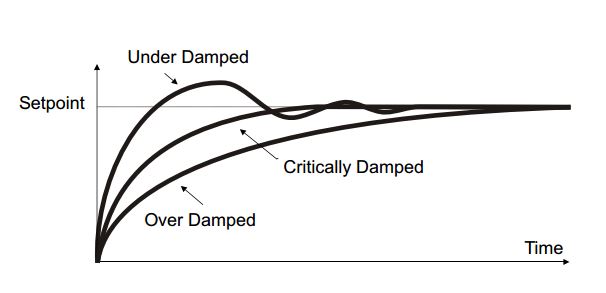 Under Damped
Setpoint
Critically Damped
Over Damped
Time